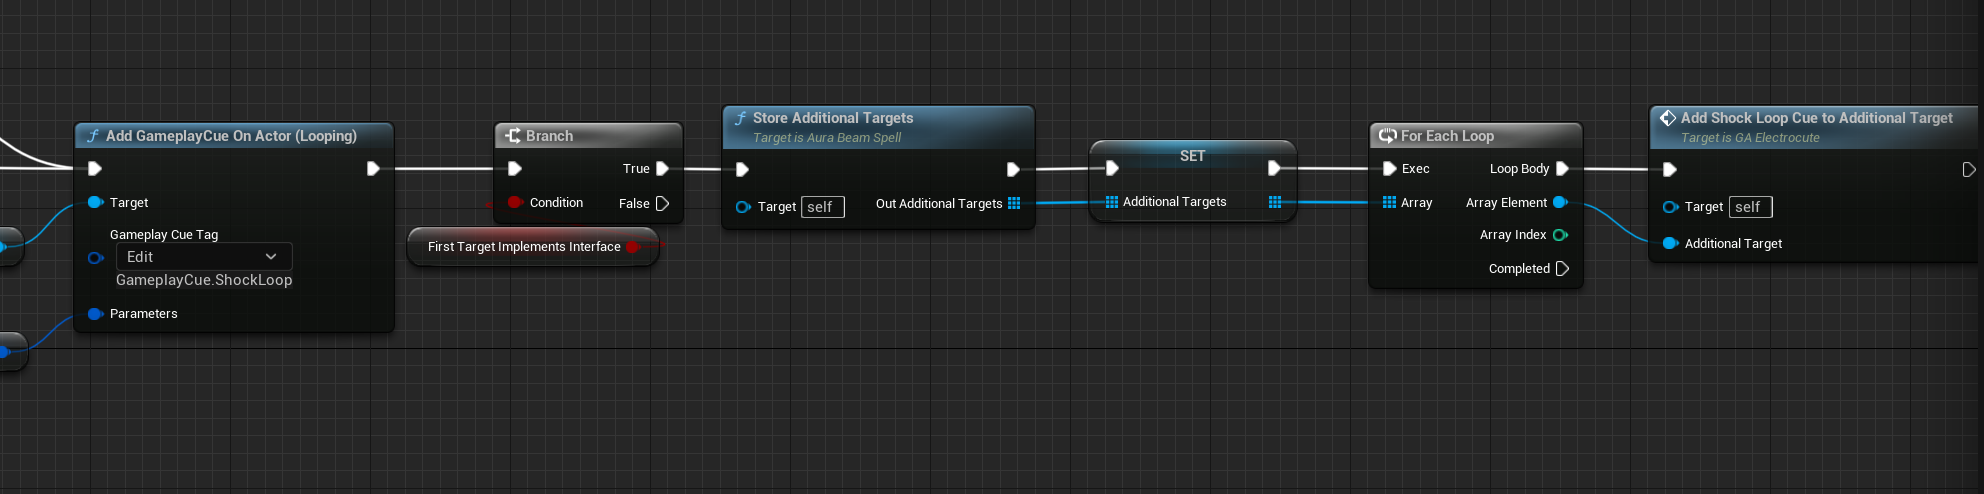 Add GameplayCue On Actor (Looping)
Target
Gameplay Cue Tag
Edit
GameplayCue.ShockLoop
Parameters
Branch
True
Condition
False
First Target Implements Interface
Store Additional Targets
Target is Aura Beam Spell
Target self
Out Additional Targets
SET
Additional Targets
For Each Loop
Exec
Loop Body
Array
Array Element
Array Index
Completed
Add Shock Loop Cue to Additional Target
Target is GA Electrocute
Target self
Additional Target